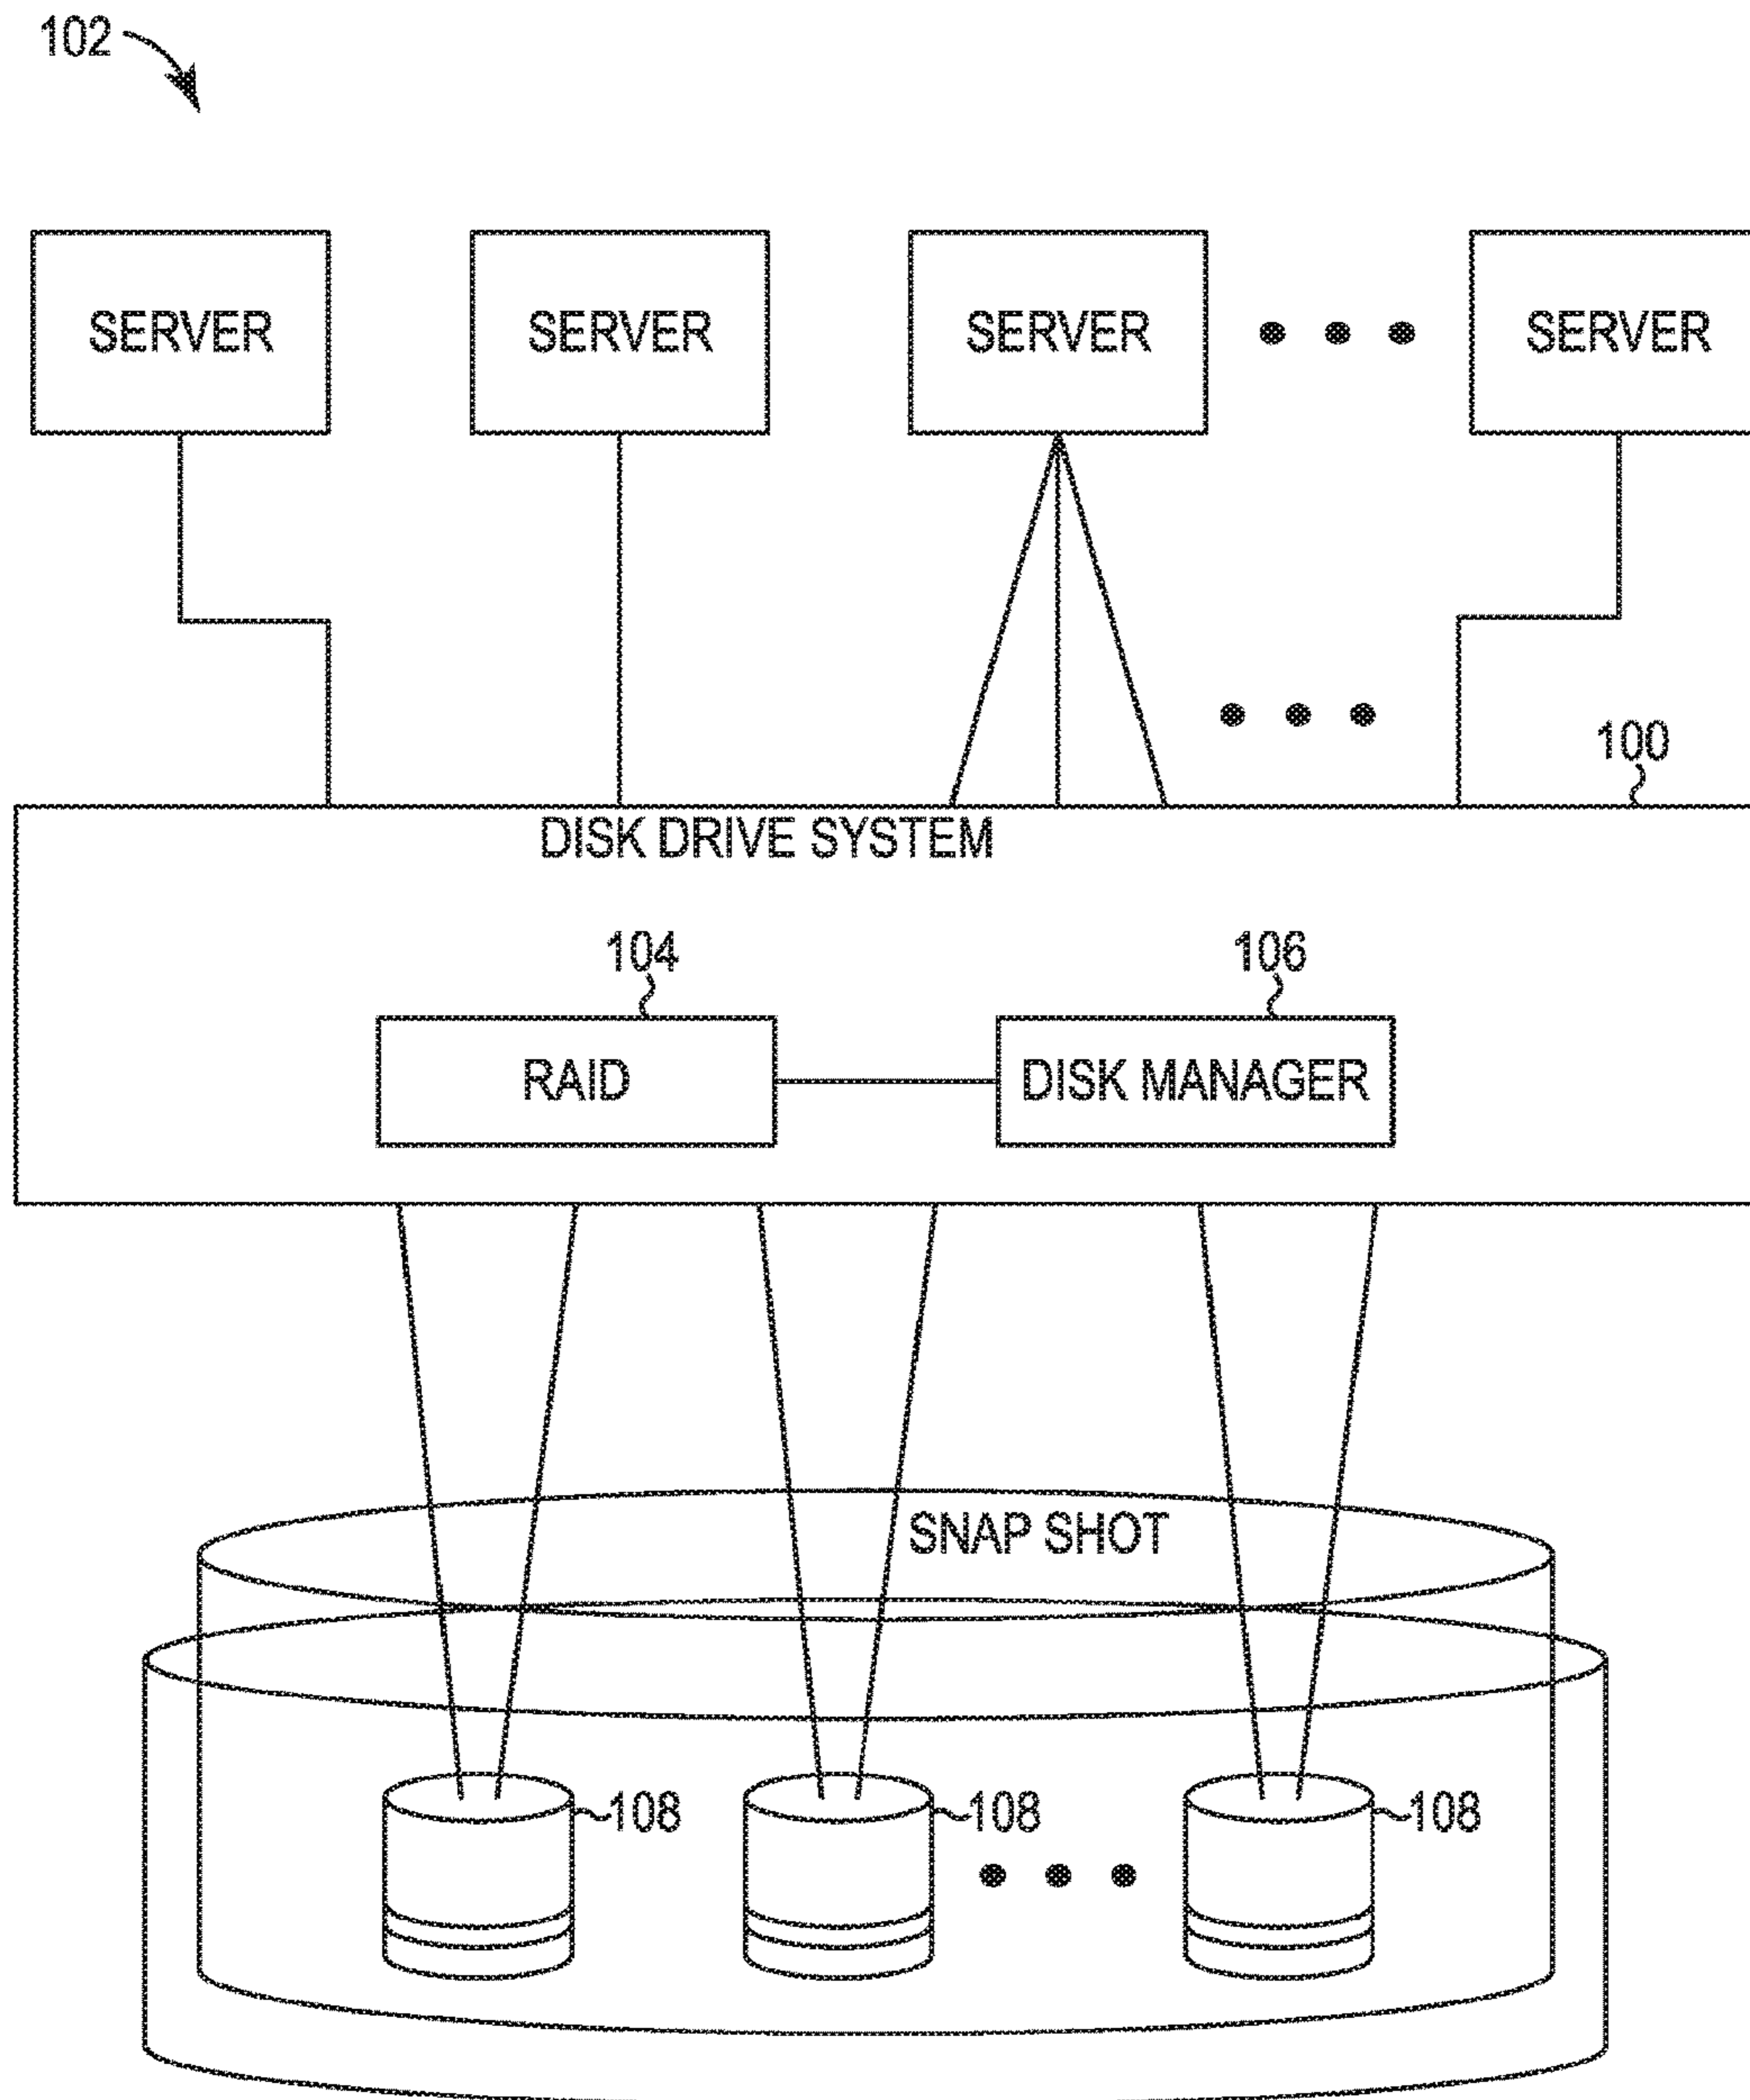 102
SERVER SERVER SERVER SERVER
100
DISK DRIVE SYSTEM
104 106
RAID DISK MANAGER
SNAP SHOT
108 108 108